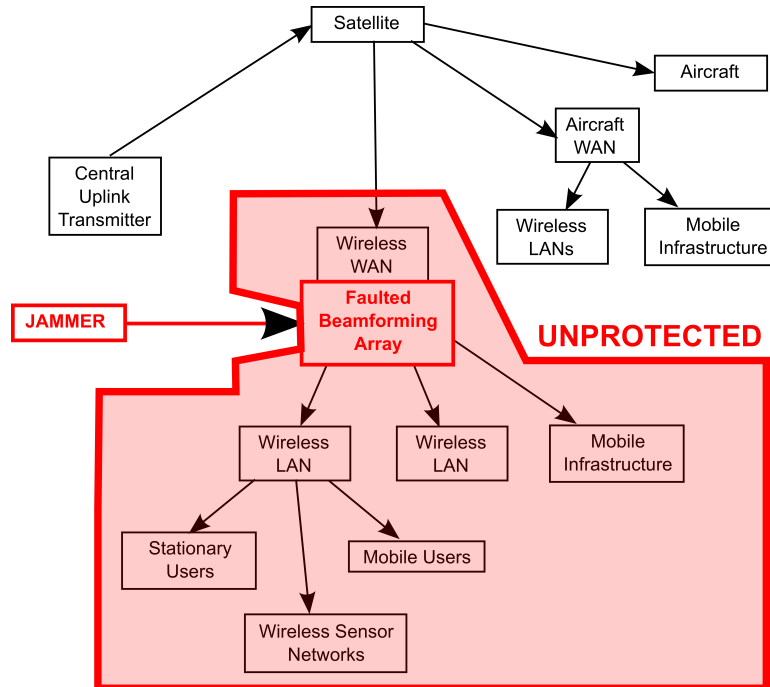 Satellite
Aircraft
Aircraft
WAN
Central
Uplink
Transmitter
Wireless
LANs
Mobile
Infrastructure
Wireless
WAN
Faulted
Beamforming
Array
JAMMER
UNPROTECTED
Wireless
LAN
Wireless
LAN
Mobile
Infrastructure
Stationary
Users
Mobile Users
Wireless Sensor
Networks